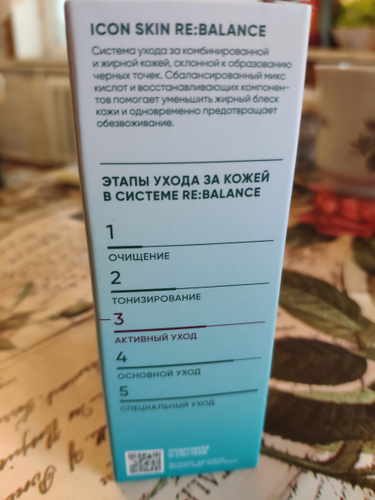 ICON SKIN RE:BALANCE
Система ухода за комбинированной
и жирной кожей, склонной к образованию
черных точек. Сбалансированный микс
кислот и восстанавливающих компонен-
тов помогает уменьшить жирный блеск
кожи и одновременно предотвращает
обезвоживание.
ЭТАПЫ УХОДА ЗА КОЖЕЙ
В СИСТЕМЕ RE:BALANCE
1
ОЧИЩЕНИЕ
2
ТОНИЗИРОВАНИЕ
3
АКТИВНЫЙ УХОД
4
ОСНОВНОЙ УХОД
5
СПЕЦИАЛЬНЫЙ УХОД
ПОДРОБНЕЕ
О СИСТЕМЕ